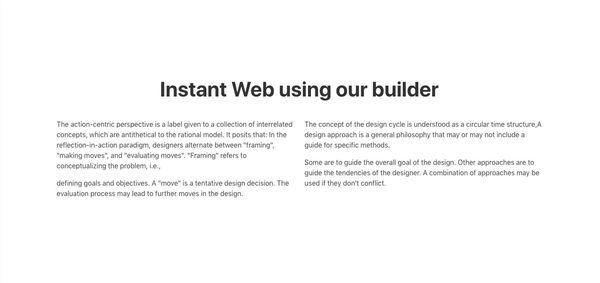 Instant Web using our builder
The action-centric perspective is a label given to a collection of interrelated
concepts, which are antithetical to the rational model. It posits that: In the
reflection-in-action paradigm, designers alternate between "framing",
"making moves", and "evaluating moves". "Framing" refers to
conceptualizing the problem, i.e.,
defining goals and objectives. A "move" is a tentative design decision. The
evaluation process may lead to further moves in the design.
The concept of the design cycle is understood as a circular time structure,A
design approach is a general philosophy that may or may not include a
guide for specific methods.
Some are to guide the overall goal of the design. Other approaches are to
guide the tendencies of the designer. A combination of approaches may be
used if they don't conflict.